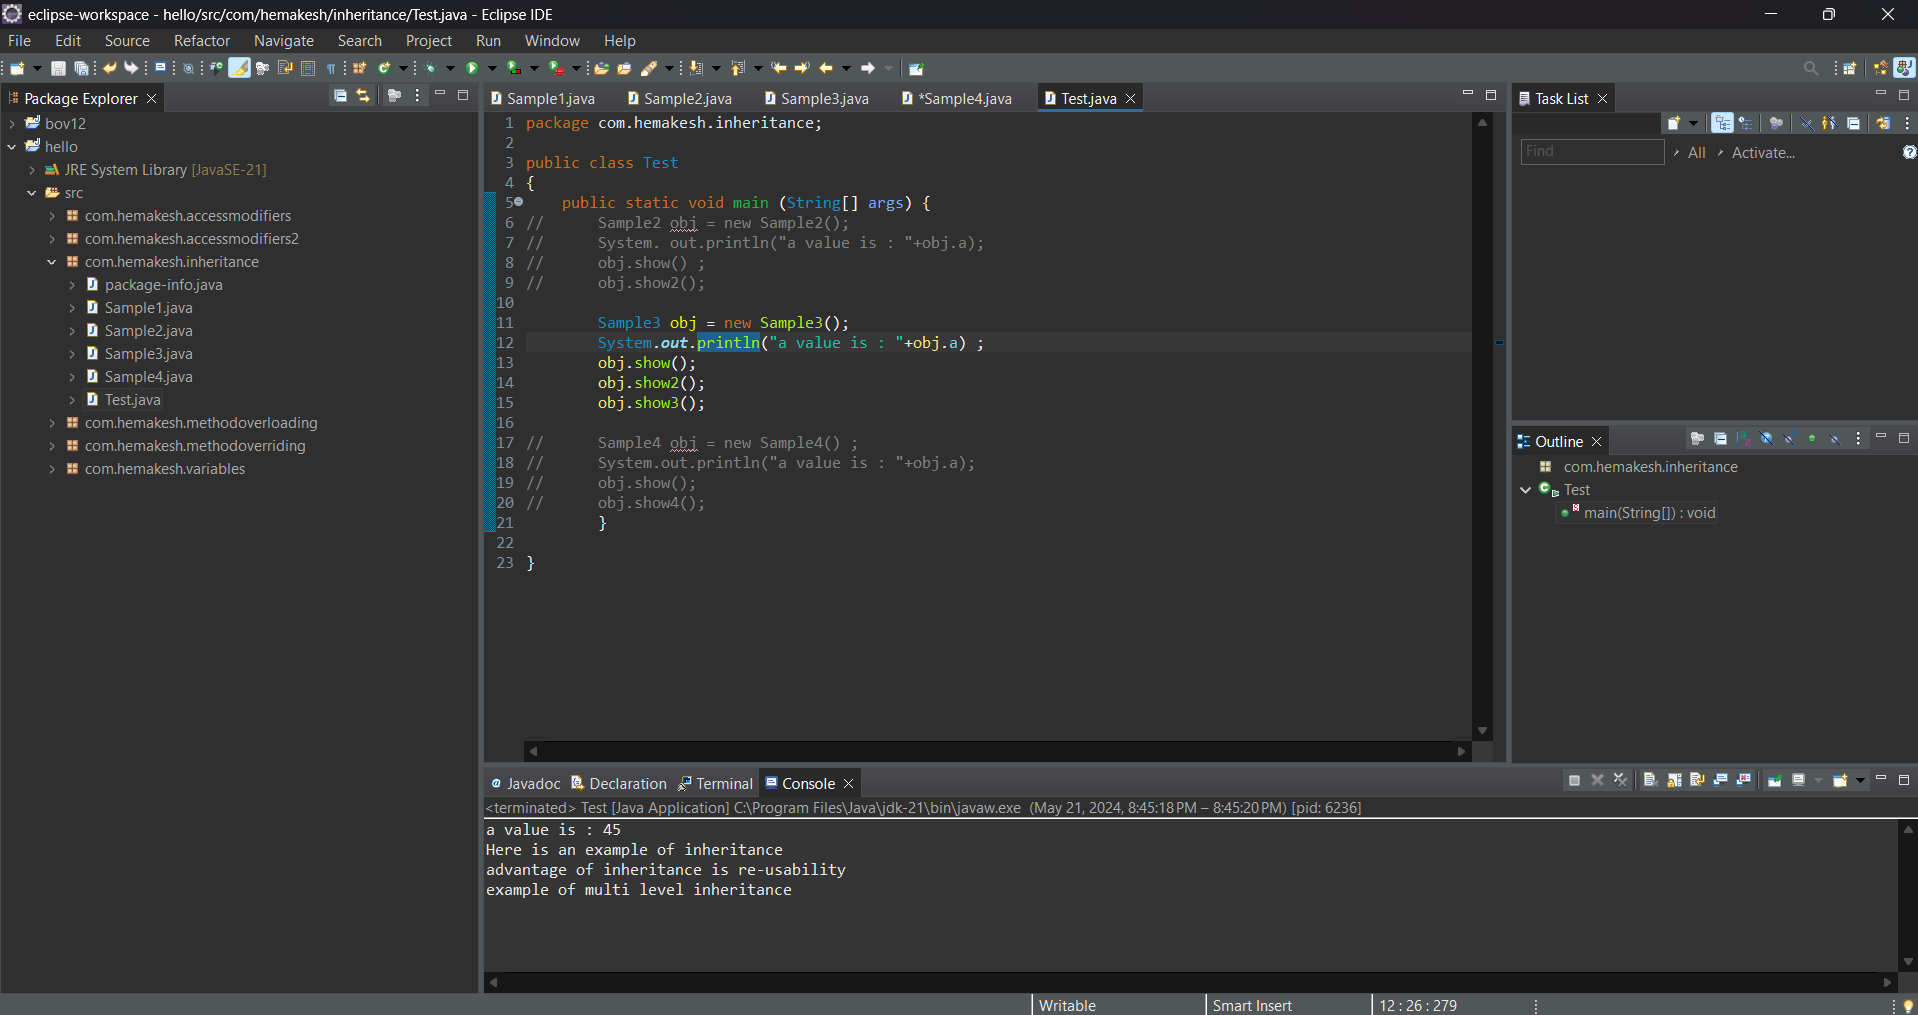 eclipse-workspace - hello/src/com/hemakesh/inheritance/Test.java - Eclipse IDE
File Edit Source Refactor Navigate Search Project Run Window Help
Package Explorer
bov12
hello
JRE System Library [JavaSE-21]
src
com.hemakesh.accessmodifiers
com.hemakesh.accessmodifiers2
com.hemakesh.inheritance
package-info.java
Sample1.java
Sample2.java
Sample3.java
Sample4.java
Test.java
com.hemakesh.methodoverloading
com.hemakesh.methodoverriding
com.hemakesh.variables
Sample1.java Sample2.java Sample3.java *Sample4.java Test.java
1 package com.hemakesh.inheritance;
2
3 public class Test
4 {
5 public static void main (String[] args) {
6 // Sample2 obj = new Sample2();
7 // System. out.println("a value is : "+obj.a);
8 // obj.show() ;
9 // obj.show2();
10
11 Sample3 obj = new Sample3();
12 System.out.println("a value is : "+obj.a) ;
13 obj.show();
14 obj.show2();
15 obj.show3();
16
17 // Sample4 obj = new Sample4() ;
18 // System.out.println("a value is : "+obj.a);
19 // obj.show();
20 // obj.show4();
21 }
22
23 }
Task List
Find All Activate...
Outline
com.hemakesh.inheritance
Test
main(String[]) : void
Javadoc Declaration Terminal Console
<terminated> Test [Java Application] C:\Program Files\Java\jdk-21\bin\javaw.exe (May 21, 2024, 8:45:18 PM – 8:45:20 PM) [pid: 6236]
a value is : 45
Here is an example of inheritance
advantage of inheritance is re-usability
example of multi level inheritance
Writable Smart Insert 12 : 26 : 279